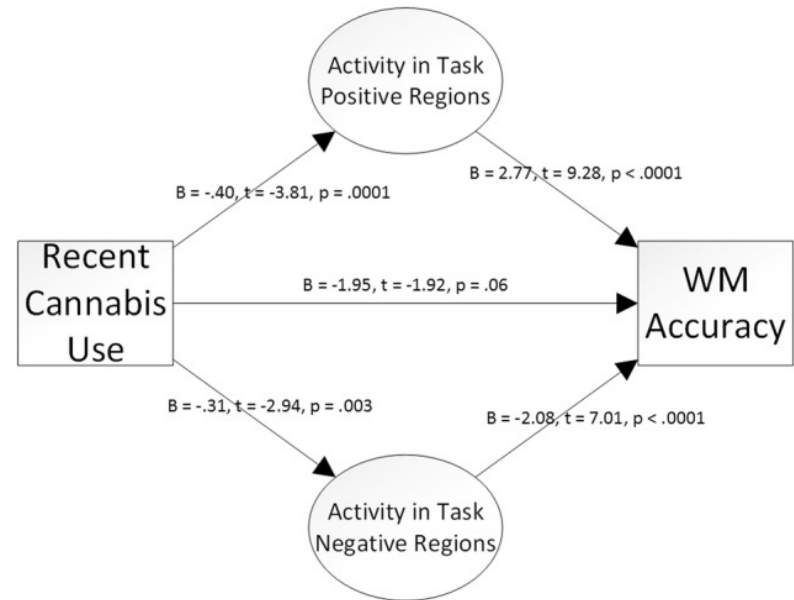 Activity in Task
Positive Regions
B = -.40, t = -3.81, p = .0001
B = 2.77, t = 9.28, p < .0001
Recent
Cannabis
Use
B = -1.95, t = -1.92, p = .06
WM
Accuracy
B = -.31, t = -2.94, p = .003
B = -2.08, t = 7.01, p < .0001
Activity in Task
Negative Regions